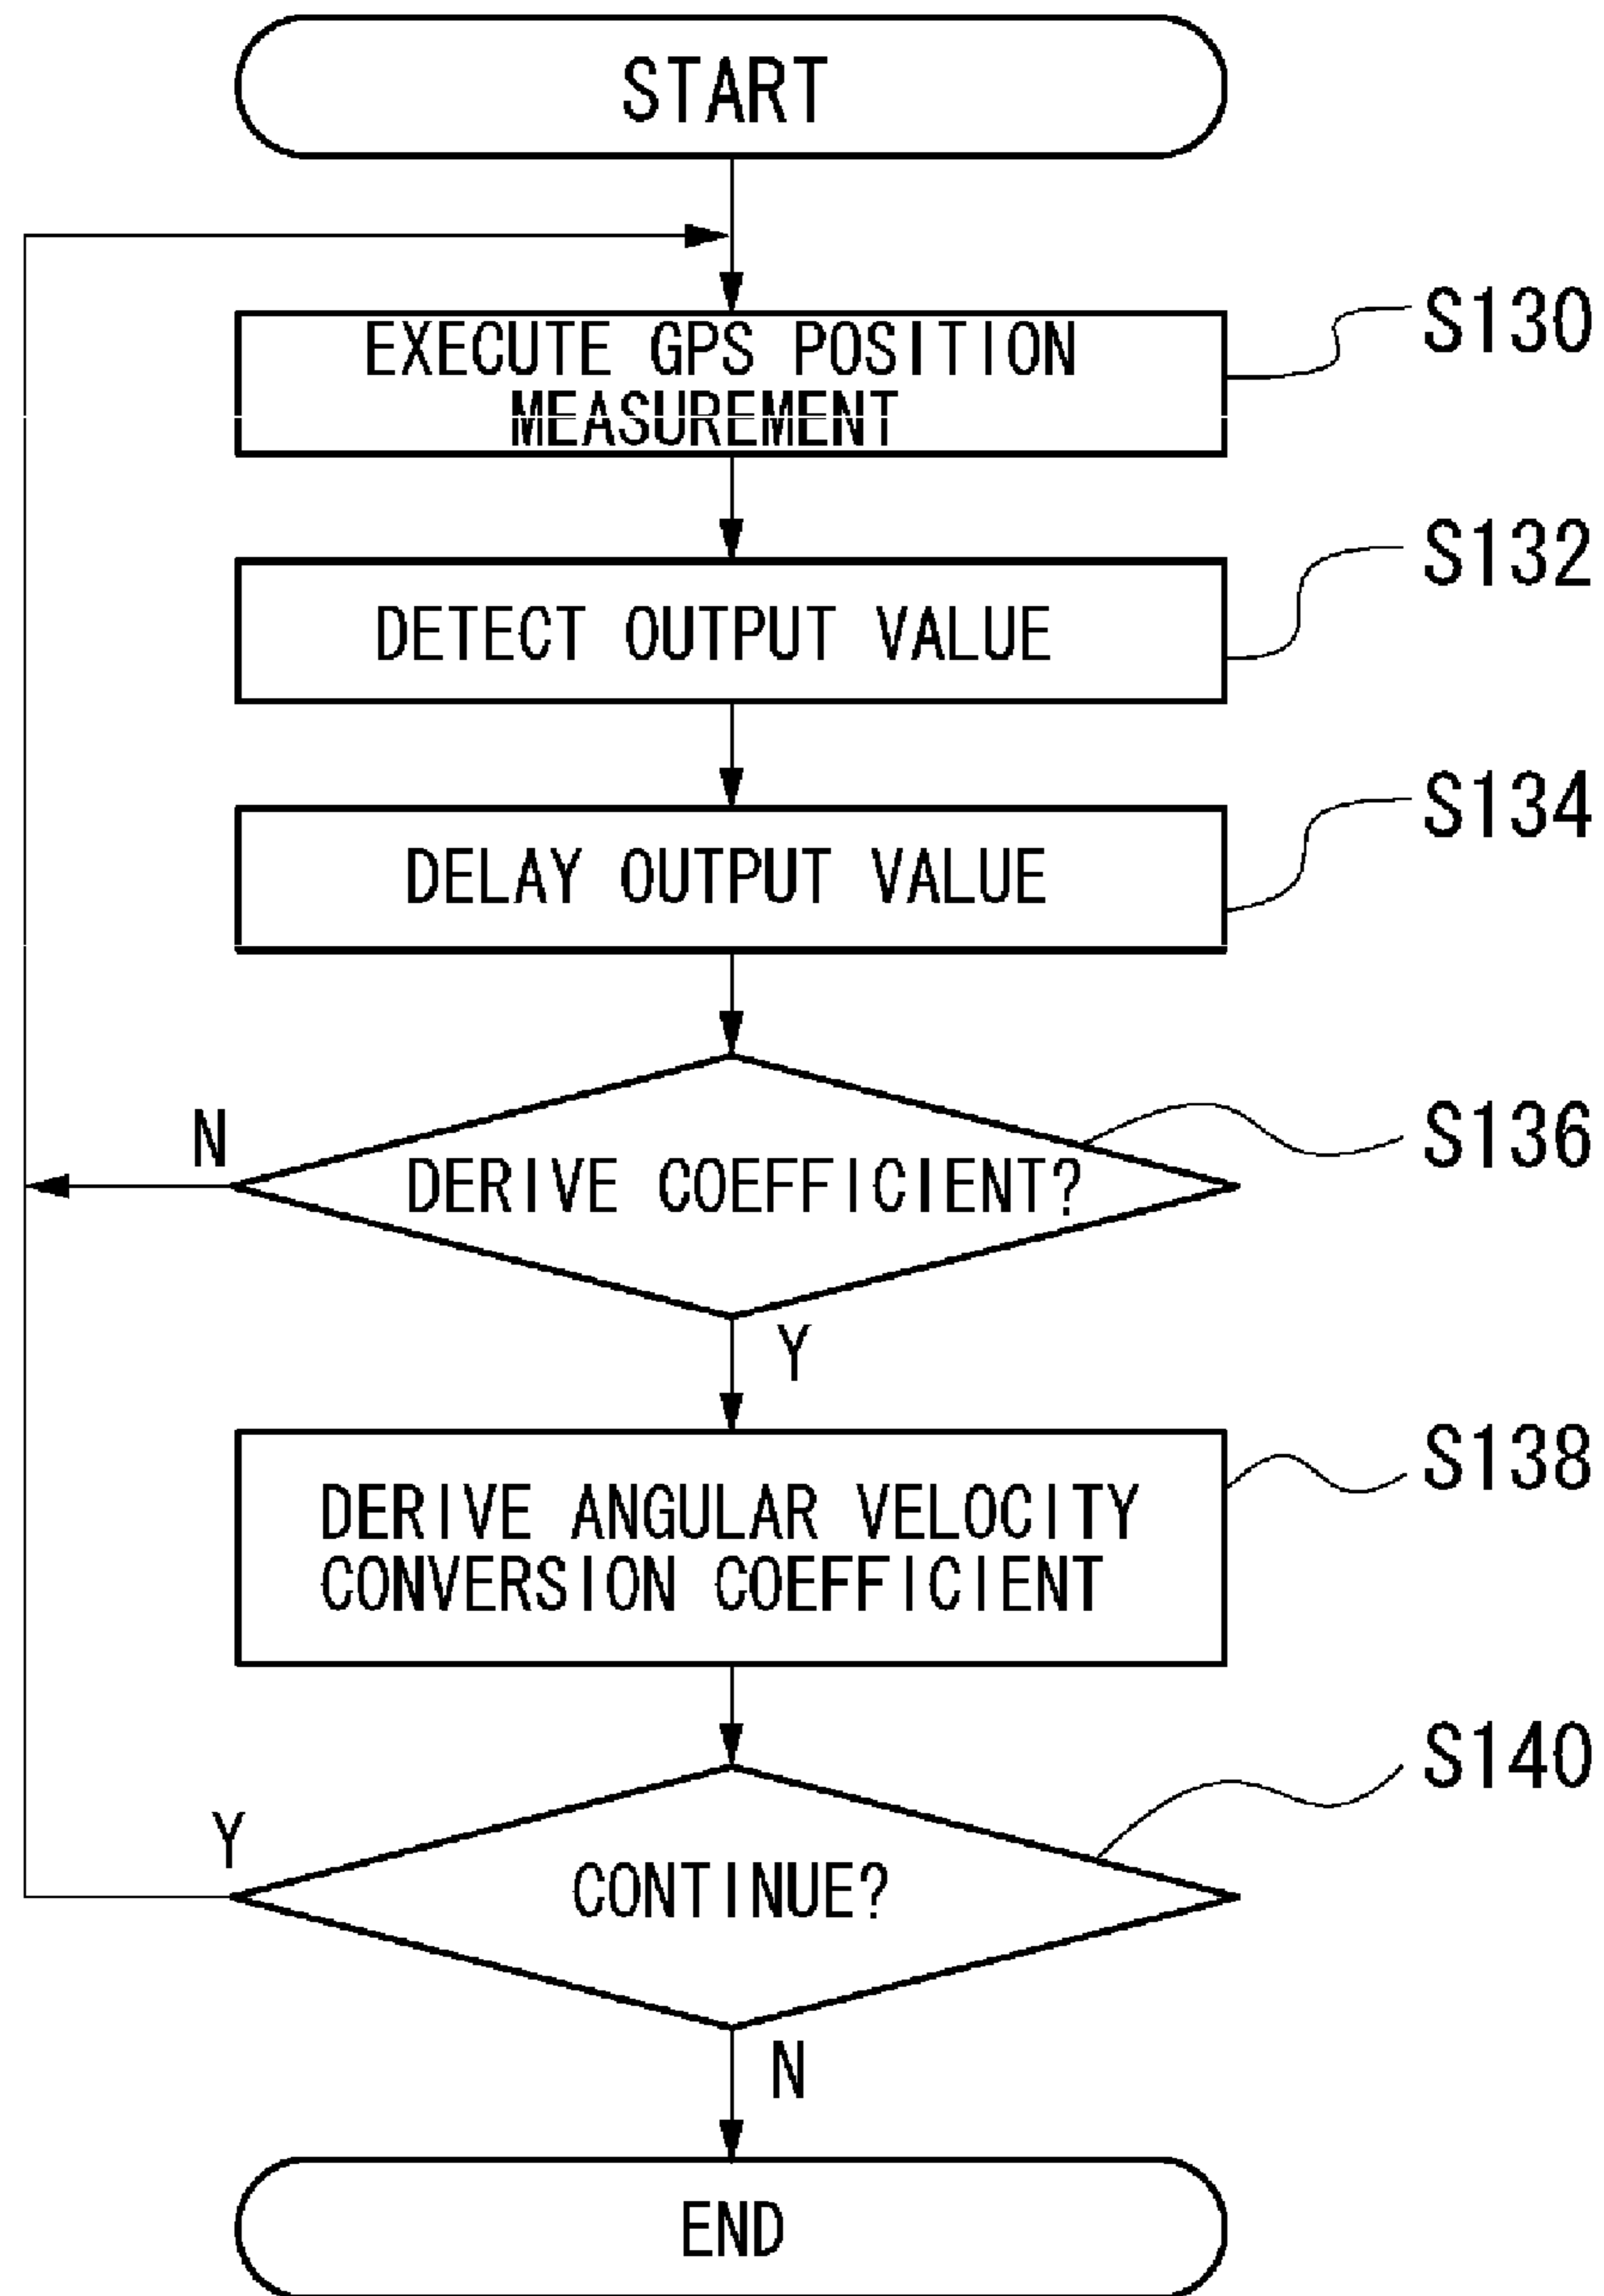 START
EXECUTE GPS POSITION
MEASUREMENT
S130
DETECT OUTPUT VALUE
S132
DELAY OUTPUT VALUE
S134
N
DERIVE COEFFICIENT?
S136
Y
DERIVE ANGULAR VELOCITY
CONVERSION COEFFICIENT
S138
Y
CONTINUE?
S140
N
END